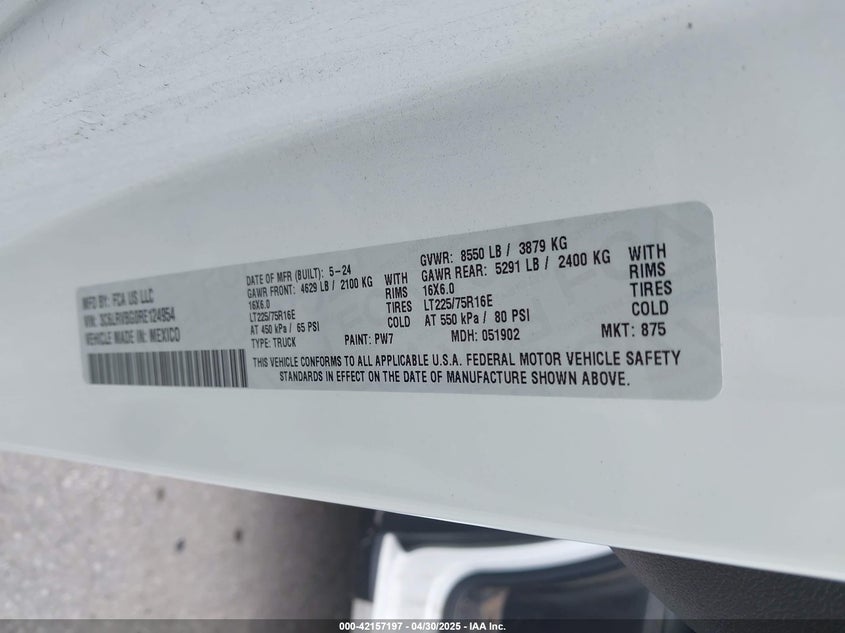 MFD BY: FCA US LLC
VIN: 3C6LRVBG8RE124954
VEHICLE MADE IN: MEXICO
DATE OF MFR (BUILT): 5-24
GAWR FRONT: 4629 LB / 2100 KG WITH
16X6.0 RIMS
LT225/75R16E TIRES
AT 450 kPa / 65 PSI COLD
TYPE: TRUCK PAINT: PW7
GVWR: 8550 LB / 3879 KG
GAWR REAR: 5291 LB / 2400 KG WITH
16X6.0 RIMS
LT225/75R16E TIRES
AT 550 kPa / 80 PSI COLD
MDH: 051902 MKT: 875
THIS VEHICLE CONFORMS TO ALL APPLICABLE U.S.A. FEDERAL MOTOR VEHICLE SAFETY
STANDARDS IN EFFECT ON THE DATE OF MANUFACTURE SHOWN ABOVE.
000-42157197 - 04/30/2025 - IAA Inc.